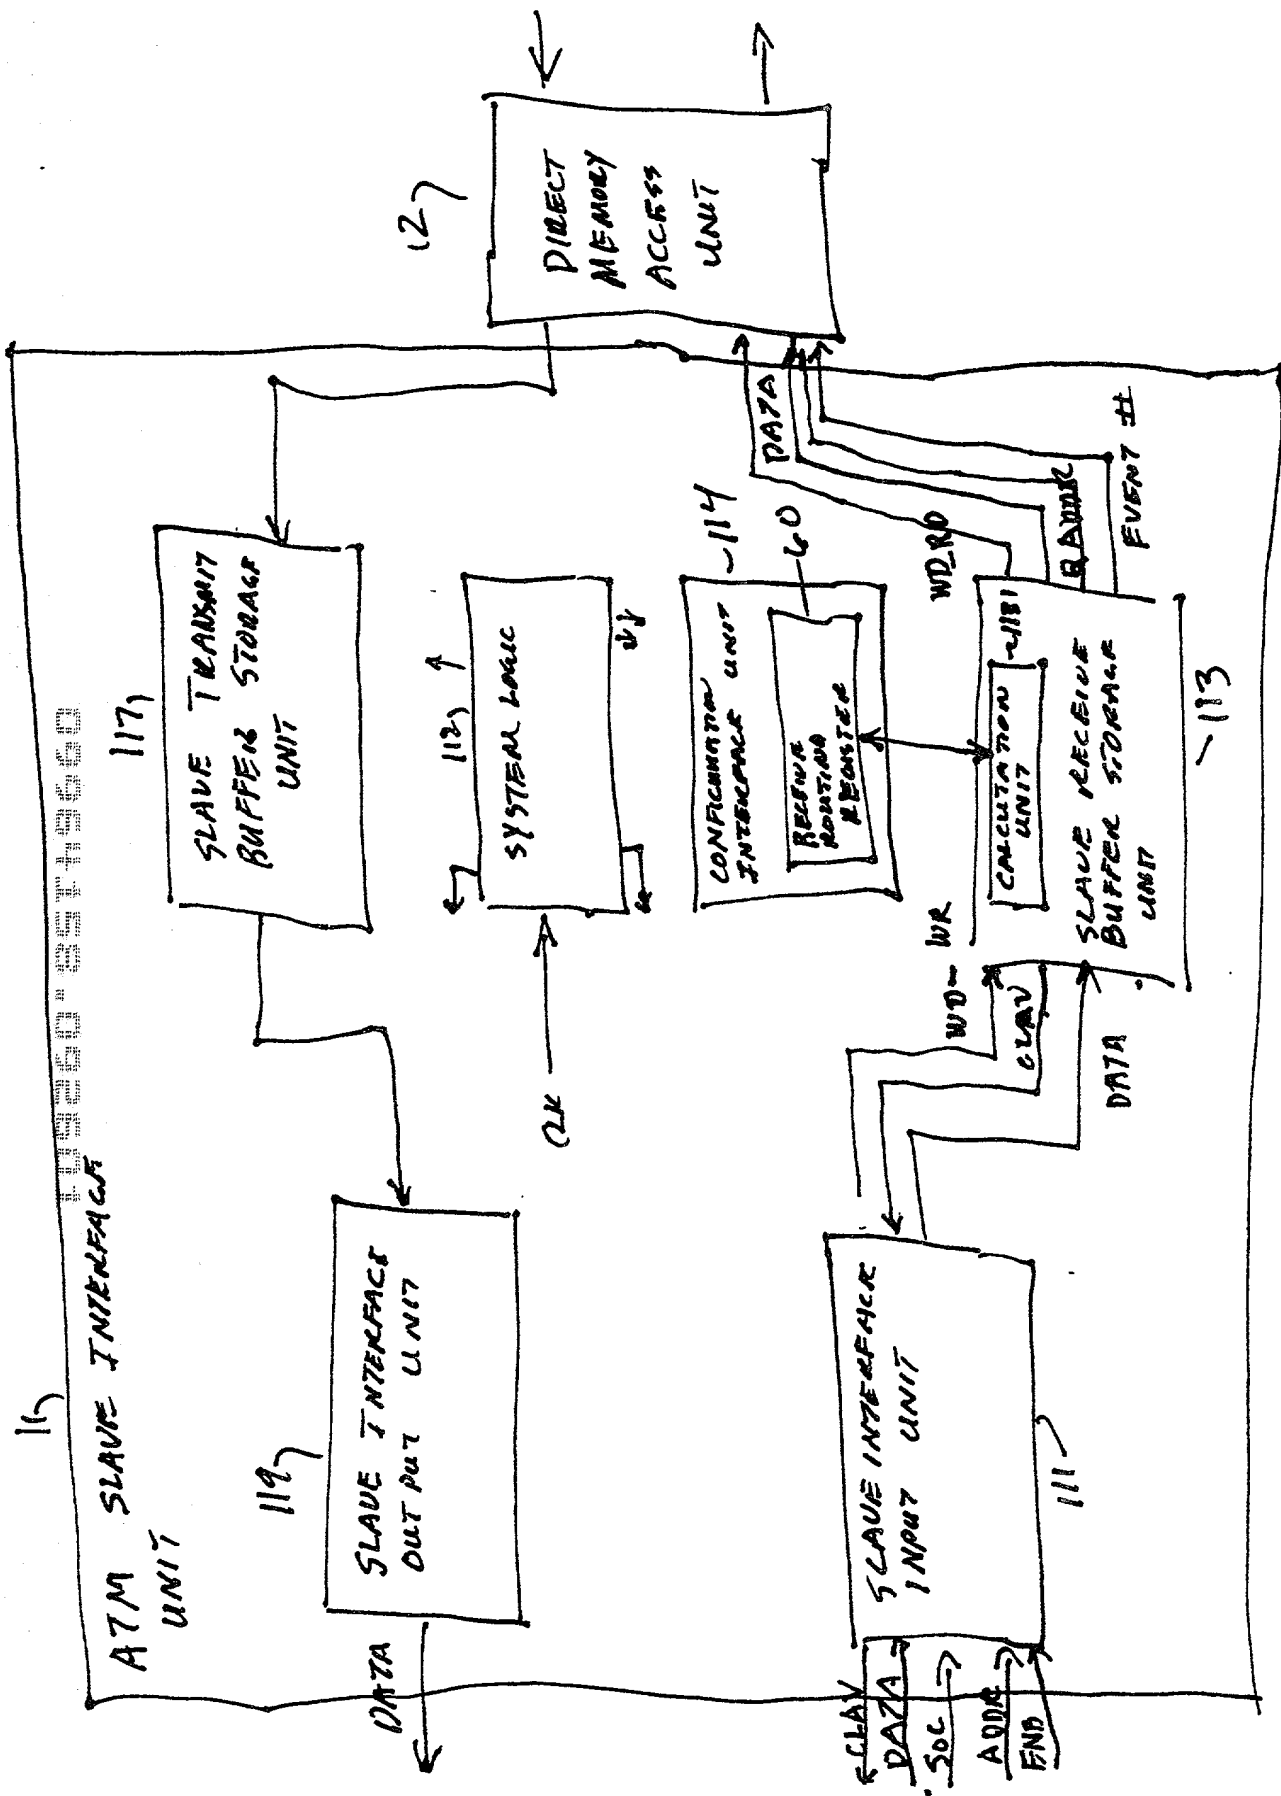 11
ATM SLAVE INTERFACE
UNIT
119
SLAVE INTERFACE
OUTPUT UNIT
DATA
117
SLAVE TRANSMIT
BUFFER STORAGE
UNIT
12
DIRECT
MEMORY
ACCESS
UNIT
112
SYSTEM LOGIC
CLK
CONFIGURATION
INTERFACE UNIT
114
RECEIVE
ROUTING
REGISTER
60
SLAVE INTERFACE
INPUT UNIT
111
CLAV
DATA
SOC
ADDR
ENB
WD-WR
CLAV
DATA
CALCULATION
UNIT
1131
SLAVE RECEIVE
BUFFER STORAGE
UNIT
113
WD_RD
DATA
QADDR
EVENT #